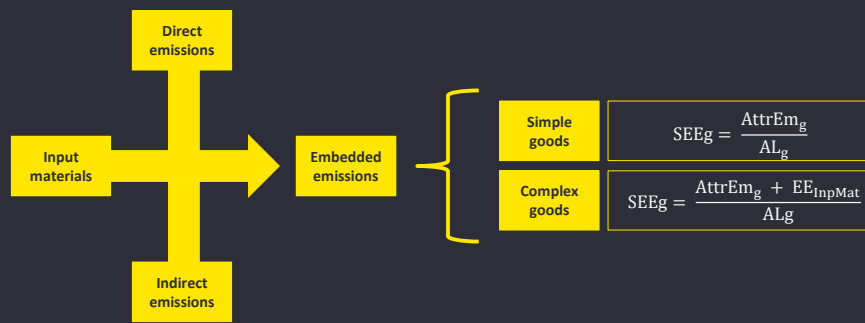 Direct
emissions
Input
materials
Embedded
emissions
Indirect
emissions
Simple
goods
SEEg = AttrEm_g / AL_g
Complex
goods
SEEg = (AttrEm_g + EE_InpMat) / ALg